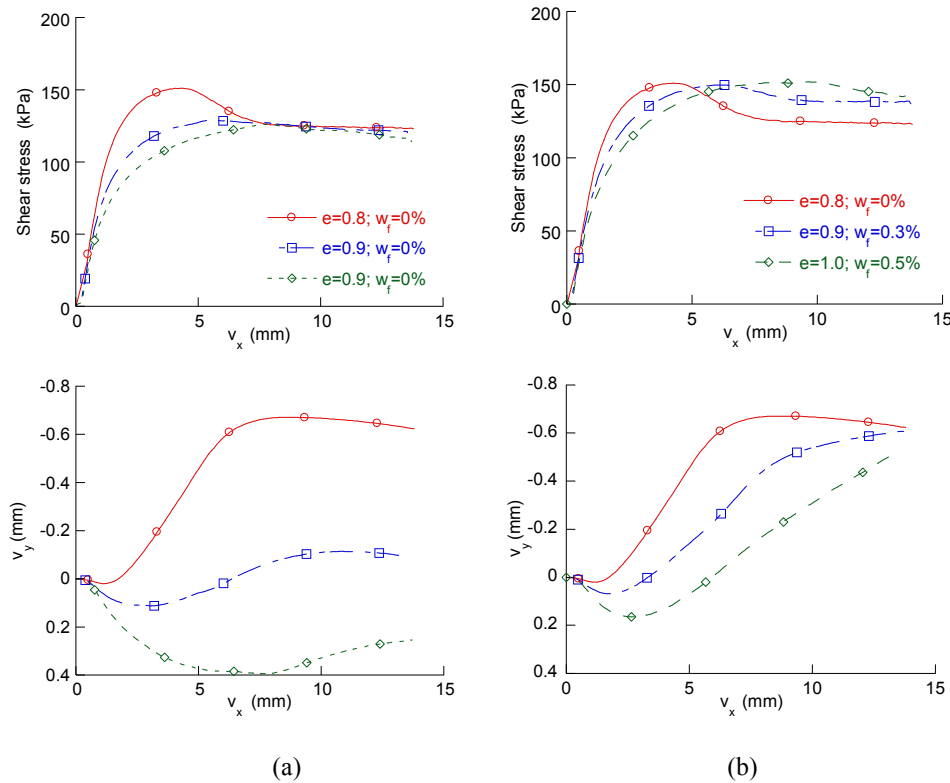 200
150
100
50
0
Shear stress (kPa)
e=0.8; w_f=0%
e=0.9; w_f=0%
e=0.9; w_f=0%
0 5 10 15
v_x (mm)
200
150
100
50
0
Shear stress (kPa)
e=0.8; w_f=0%
e=0.9; w_f=0.3%
e=1.0; w_f=0.5%
0 5 10 15
v_x (mm)
-0.8
-0.6
-0.4
-0.2
0
0.2
0.4
v_y (mm)
0 5 10 15
v_x (mm)
-0.8
-0.6
-0.4
-0.2
0
0.2
0.4
v_y (mm)
0 5 10 15
v_x (mm)
(a) (b)